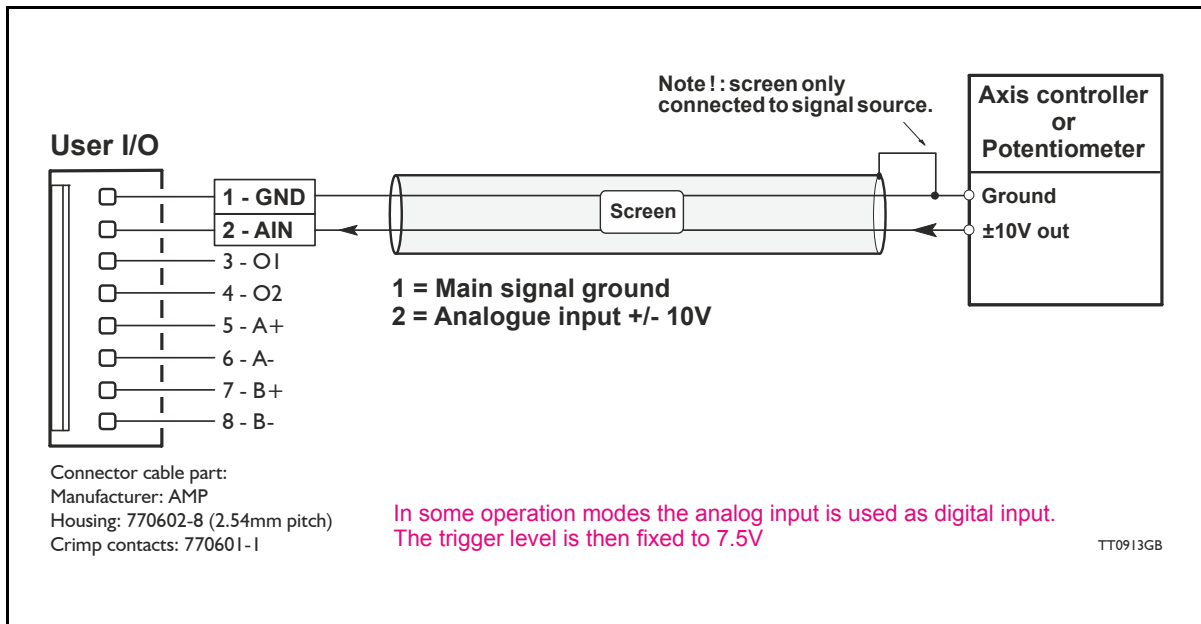 Note! : screen only
connected to signal source.
Axis controller
or
Potentiometer
User I/O
1 - GND
2 - AIN
3 - O1
4 - O2
5 - A+
6 - A-
7 - B+
8 - B-
Screen
Ground
±10V out
1 = Main signal ground
2 = Analogue input +/- 10V
Connector cable part:
Manufacturer: AMP
Housing: 770602-8 (2.54mm pitch)
Crimp contacts: 770601-1
In some operation modes the analog input is used as digital input.
The trigger level is then fixed to 7.5V
TT0913GB